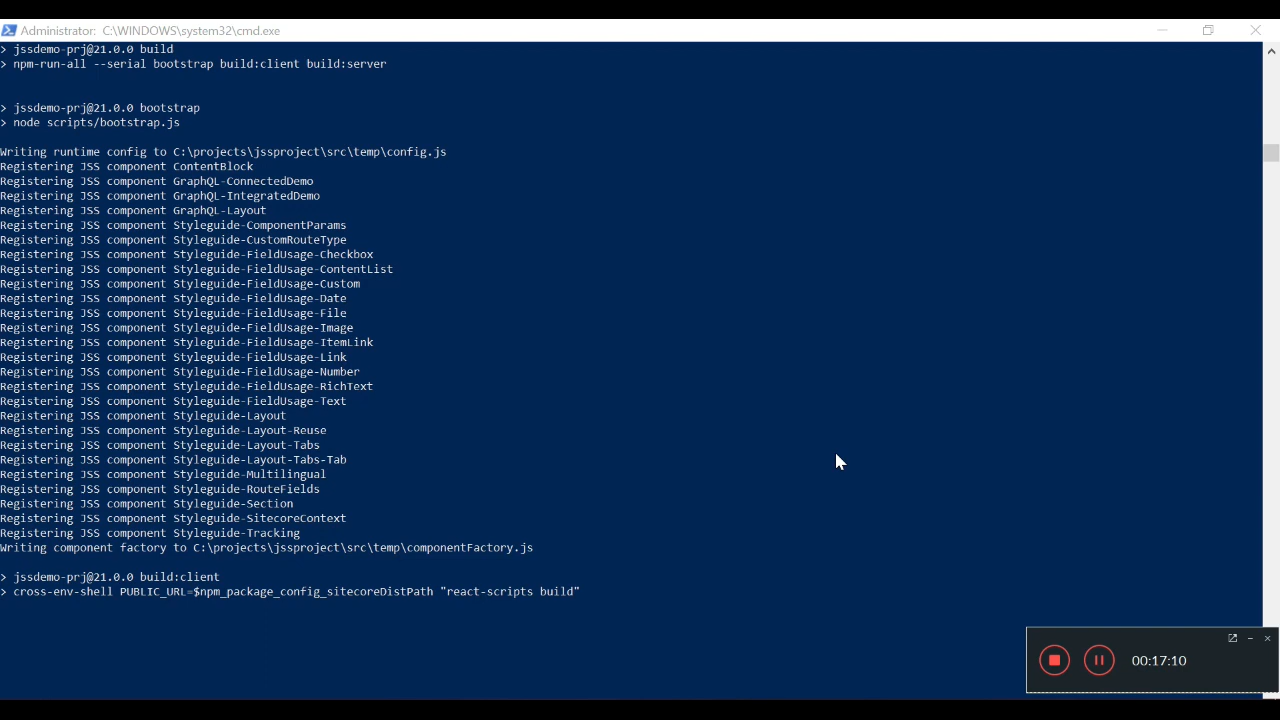 Administrator:  C:\WINDOWS\system32\cmd.exe
> jssdemo-prj@21.0.0 build
> npm-run-all --serial bootstrap build:client build:server
> jssdemo-prj@21.0.0 bootstrap
> node scripts/bootstrap.js
Writing runtime config to C:\projects\jssproject\src\temp\config.js
Registering JSS component ContentBlock
Registering JSS component GraphQL-ConnectedDemo
Registering JSS component GraphQL-IntegratedDemo
Registering JSS component GraphQL-Layout
Registering JSS component Styleguide-ComponentParams
Registering JSS component Styleguide-CustomRouteType
Registering JSS component Styleguide-FieldUsage-Checkbox
Registering JSS component Styleguide-FieldUsage-ContentList
Registering JSS component Styleguide-FieldUsage-Custom
Registering JSS component Styleguide-FieldUsage-Date
Registering JSS component Styleguide-FieldUsage-File
Registering JSS component Styleguide-FieldUsage-Image
Registering JSS component Styleguide-FieldUsage-ItemLink
Registering JSS component Styleguide-FieldUsage-Link
Registering JSS component Styleguide-FieldUsage-Number
Registering JSS component Styleguide-FieldUsage-RichText
Registering JSS component Styleguide-FieldUsage-Text
Registering JSS component Styleguide-Layout
Registering JSS component Styleguide-Layout-Reuse
Registering JSS component Styleguide-Layout-Tabs
Registering JSS component Styleguide-Layout-Tabs-Tab
Registering JSS component Styleguide-Multilingual
Registering JSS component Styleguide-RouteFields
Registering JSS component Styleguide-Section
Registering JSS component Styleguide-SitecoreContext
Registering JSS component Styleguide-Tracking
Writing component factory to C:\projects\jssproject\src\temp\componentFactory.js
> jssdemo-prj@21.0.0 build:client
> cross-env-shell PUBLIC_URL=$npm_package_config_sitecoreDistPath "react-scripts build"
00:17:10